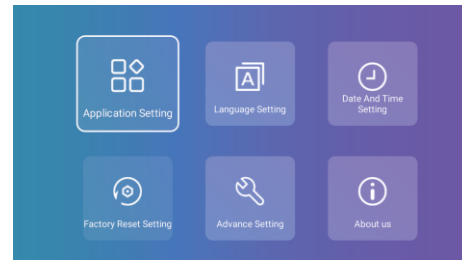 Application Setting
Language Setting
Date And Time
Setting
Factory Reset Setting
Advance Setting
About us